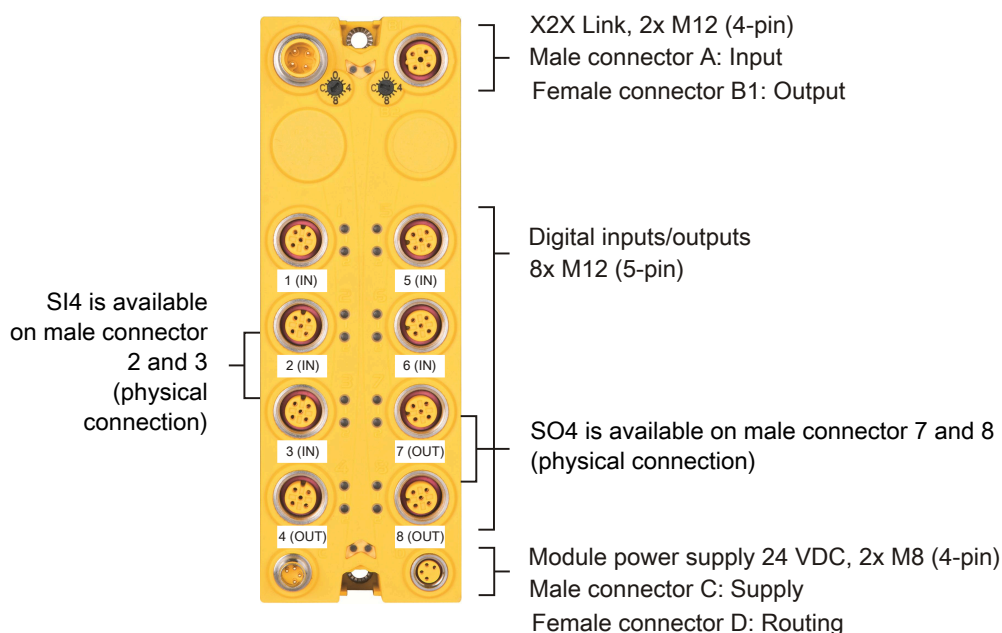 X2X Link, 2x M12 (4-pin)
Male connector A: Input
Female connector B1: Output
Digital inputs/outputs
8x M12 (5-pin)
1 (IN)
5 (IN)
SI4 is available
on male connector
2 and 3
(physical
connection)
2 (IN)
6 (IN)
3 (IN)
7 (OUT)
SO4 is available on male connector 7 and 8
(physical connection)
4 (OUT)
8 (OUT)
Module power supply 24 VDC, 2x M8 (4-pin)
Male connector C: Supply
Female connector D: Routing